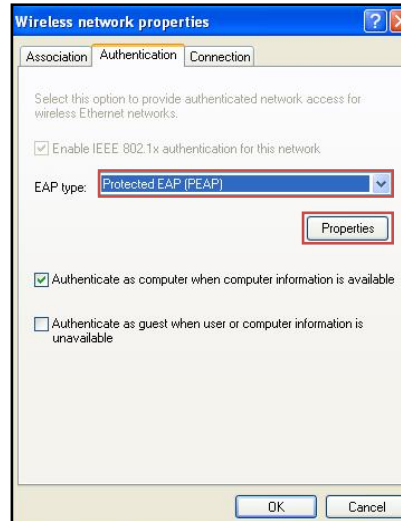 Wireless network properties
Association Authentication Connection
Select this option to provide authenticated network access for
wireless Ethernet networks.
Enable IEEE 802.1x authentication for this network
EAP type: Protected EAP (PEAP)
Properties
Authenticate as computer when computer information is available
Authenticate as guest when user or computer information is
unavailable
OK Cancel